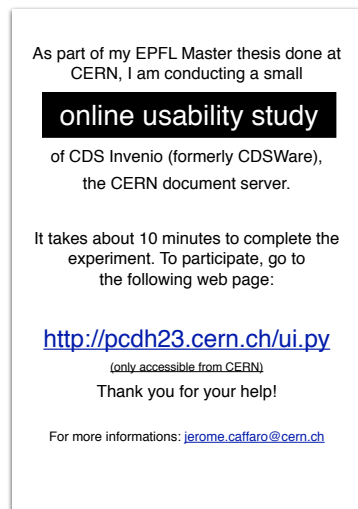 As part of my EPFL Master thesis done at
CERN, I am conducting a small
online usability study
of CDS Invenio (formerly CDSWare),
the CERN document server.
It takes about 10 minutes to complete the
experiment. To participate, go to
the following web page:
http://pcdh23.cern.ch/ui.py
(only accessible from CERN)
Thank you for your help!
For more informations: jerome.caffaro@cern.ch